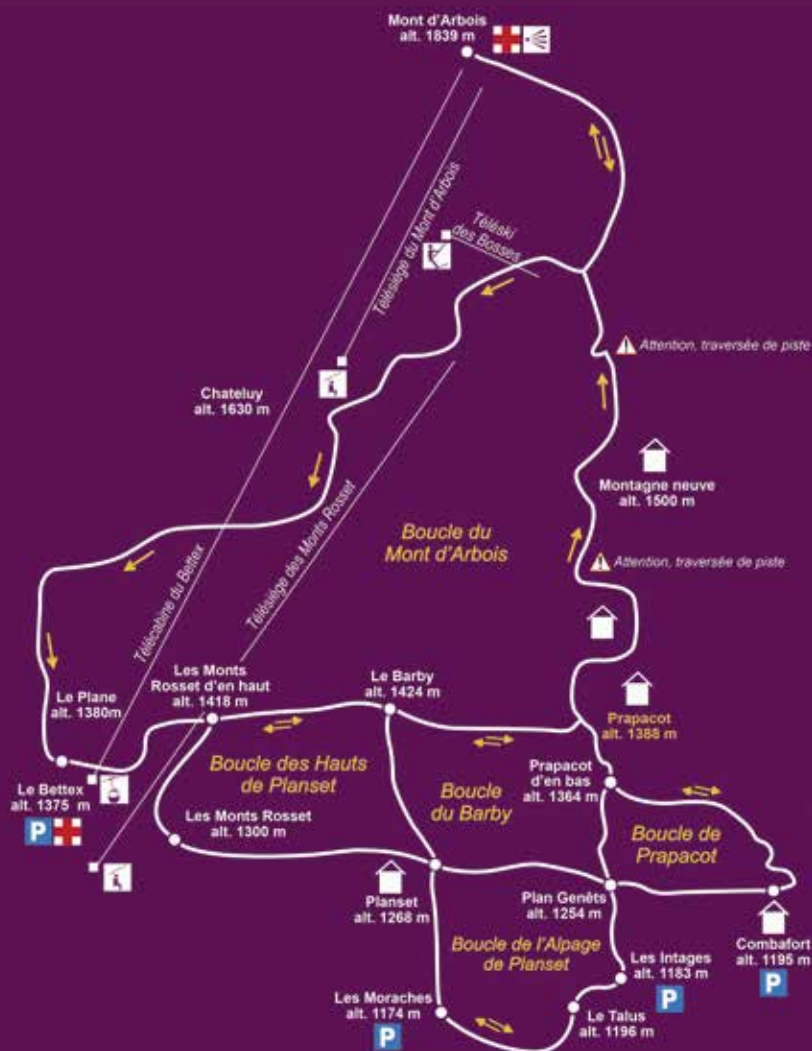 Mont d'Arbois
alt. 1839 m
Télésiège du Mont d'Arbois
Téléski
des Bosses
Attention, traversée de piste
Chateluy
alt. 1630 m
Montagne neuve
alt. 1500 m
Télésiège des Monts Rosset
Boucle du
Mont d'Arbois
Attention, traversée de piste
Télécabine du Bettex
Les Monts
Rosset d'en haut
alt. 1418 m
Le Barby
alt. 1424 m
Le Plane
alt. 1380m
Prapacot
alt. 1388 m
Boucle des Hauts
de Planset
Boucle
du Barby
Prapacot
d'en bas
alt. 1364 m
Le Bettex
alt. 1375 m
P
Les Monts Rosset
alt. 1300 m
Boucle de
Prapacot
Planset
alt. 1268 m
Plan Genêts
alt. 1254 m
Combafort
alt. 1195 m
P
Boucle de l'Alpage
de Planset
Les Intages
alt. 1183 m
P
Les Moraches
alt. 1174 m
P
Le Talus
alt. 1196 m